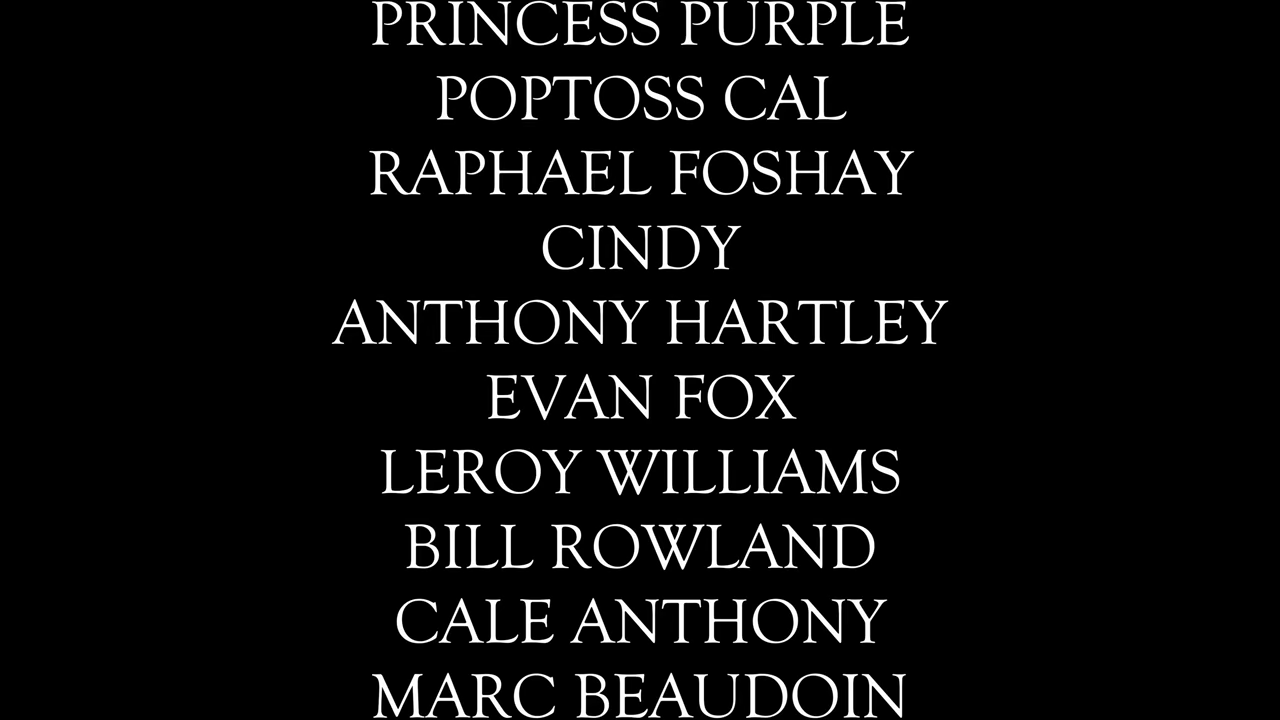 PRINCESS PURPLE
POPTOSS CAL
RAPHAEL FOSHAY
CINDY
ANTHONY HARTLEY
EVAN FOX
LEROY WILLIAMS
BILL ROWLAND
CALE ANTHONY
MARC BEAUDOIN